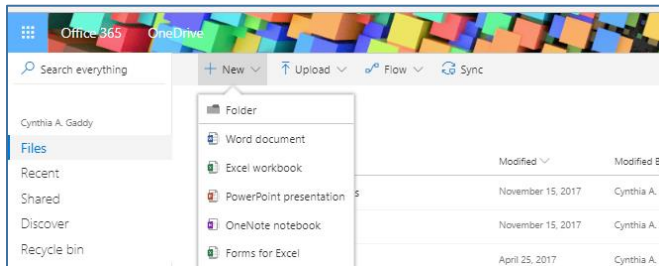 Office 365 OneDrive
Search everything
+ New Upload Flow Sync
Folder
Cynthia A. Gaddy
Word document
Files
Excel workbook
Modified Modified B
Recent
PowerPoint presentation s November 15, 2017 Cynthia A.
Shared
Discover
OneNote notebook November 15, 2017 Cynthia A.
Recycle bin
Forms for Excel
April 25, 2017 Cynthia A.